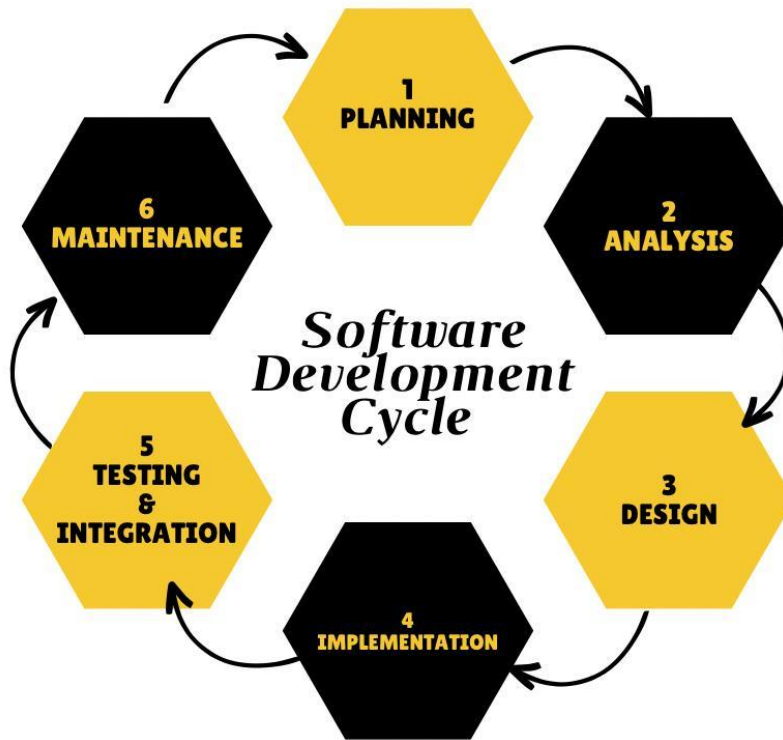 1
PLANNING
2
ANALYSIS
3
DESIGN
4
IMPLEMENTATION
5
TESTING
&
INTEGRATION
6
MAINTENANCE
Software
Development
Cycle